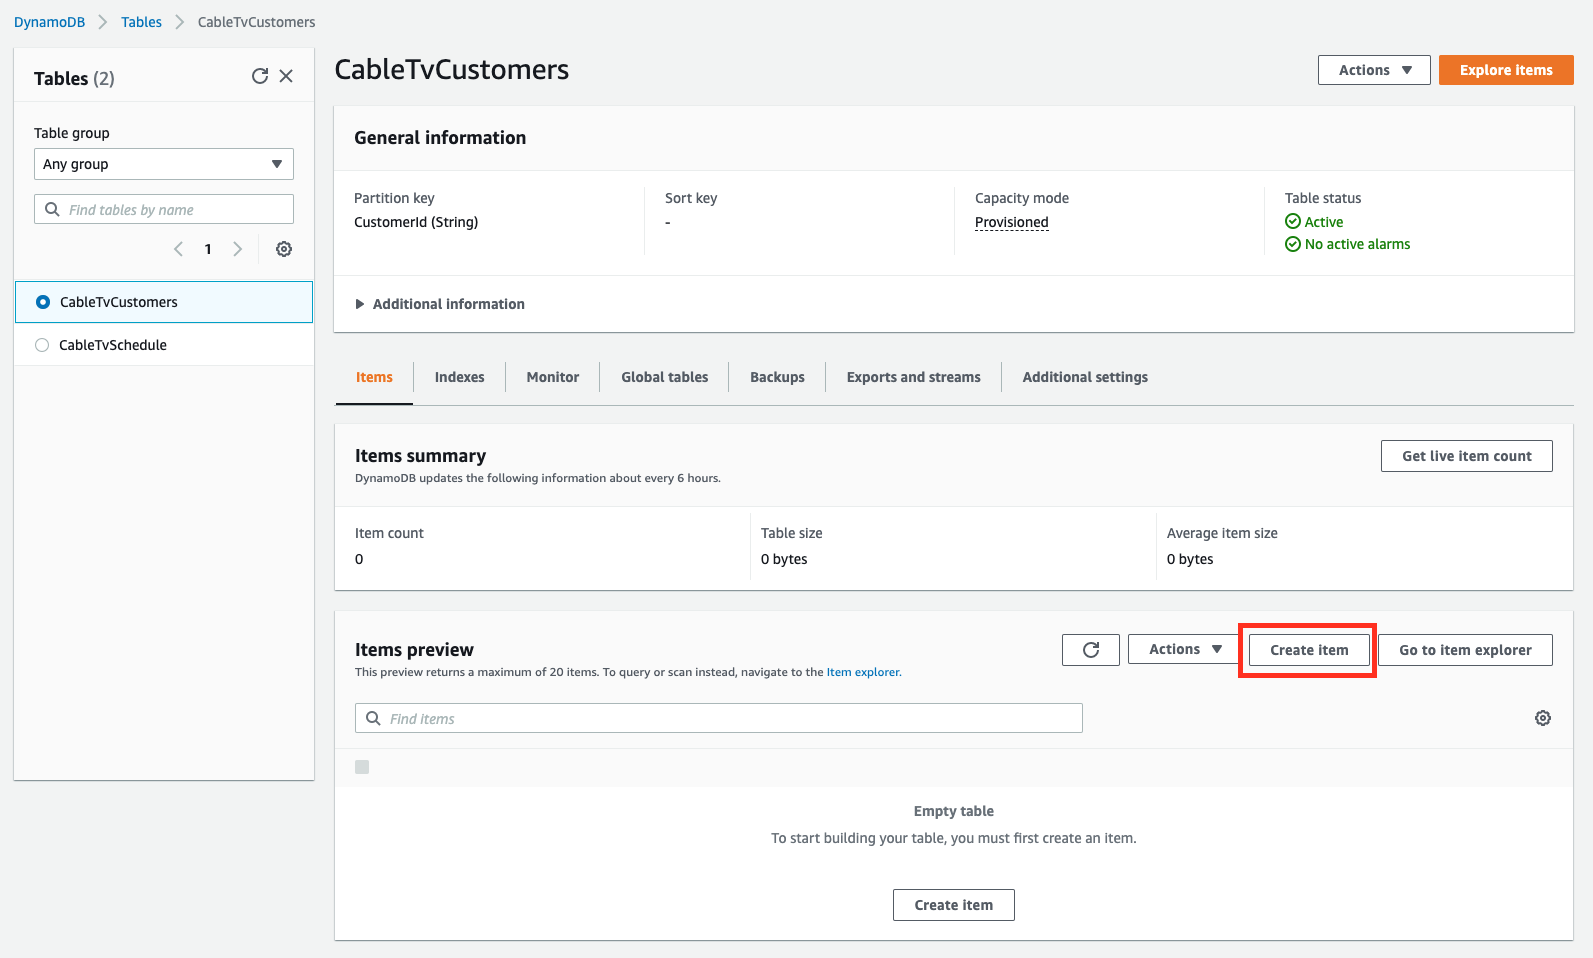 DynamoDB > Tables > CableTvCustomers
Tables (2)
Table group
Any group
Find tables by name
1
CableTvCustomers
CableTvSchedule
CableTvCustomers
Actions
Explore items
General information
Partition key
CustomerId (String)
Sort key
-
Capacity mode
Provisioned
Table status
Active
No active alarms
Additional information
Items
Indexes
Monitor
Global tables
Backups
Exports and streams
Additional settings
Items summary
DynamoDB updates the following information about every 6 hours.
Get live item count
Item count
0
Table size
0 bytes
Average item size
0 bytes
Items preview
This preview returns a maximum of 20 items. To query or scan instead, navigate to the Item explorer.
Actions
Create item
Go to item explorer
Find items
Empty table
To start building your table, you must first create an item.
Create item